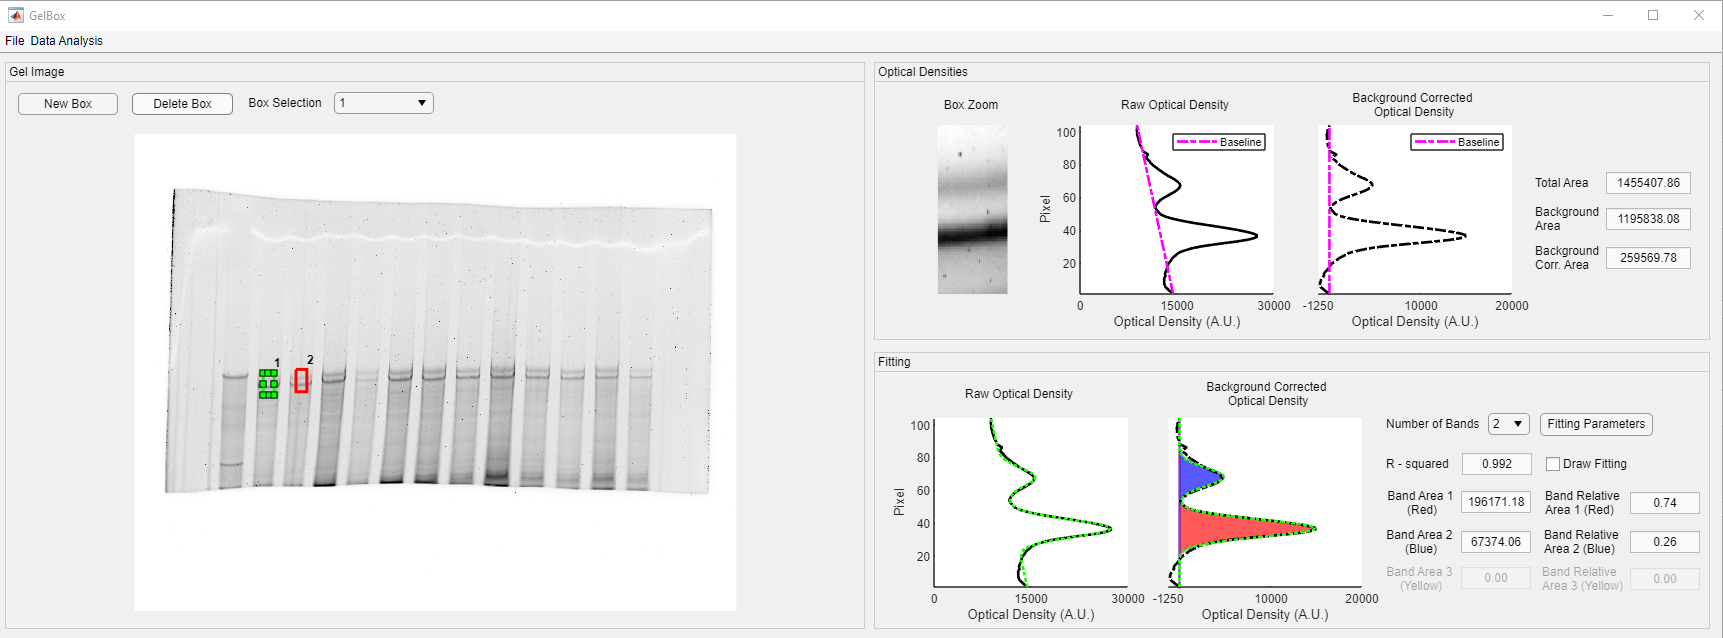 GelBox
File Data Analysis
Gel Image
New Box
Delete Box
Box Selection
1
1
2
Optical Densities
Box Zoom
Raw Optical Density
Baseline
100
80
60
40
20
Pixel
0
15000
30000
Optical Density (A.U.)
Background Corrected
Optical Density
Baseline
-1250
10000
20000
Optical Density (A.U.)
Total Area
1455407.86
Background
Area
1195838.08
Background
Corr. Area
259569.78
Fitting
Raw Optical Density
100
80
60
40
20
Pixel
0
15000
30000
Optical Density (A.U.)
Background Corrected
Optical Density
-1250
10000
20000
Optical Density (A.U.)
Number of Bands
2
Fitting Parameters
R - squared
0.992
Draw Fitting
Band Area 1
(Red)
196171.18
Band Relative
Area 1 (Red)
0.74
Band Area 2
(Blue)
67374.06
Band Relative
Area 2 (Blue)
0.26
Band Area 3
(Yellow)
0.00
Band Relative
Area 3 (Yellow)
0.00